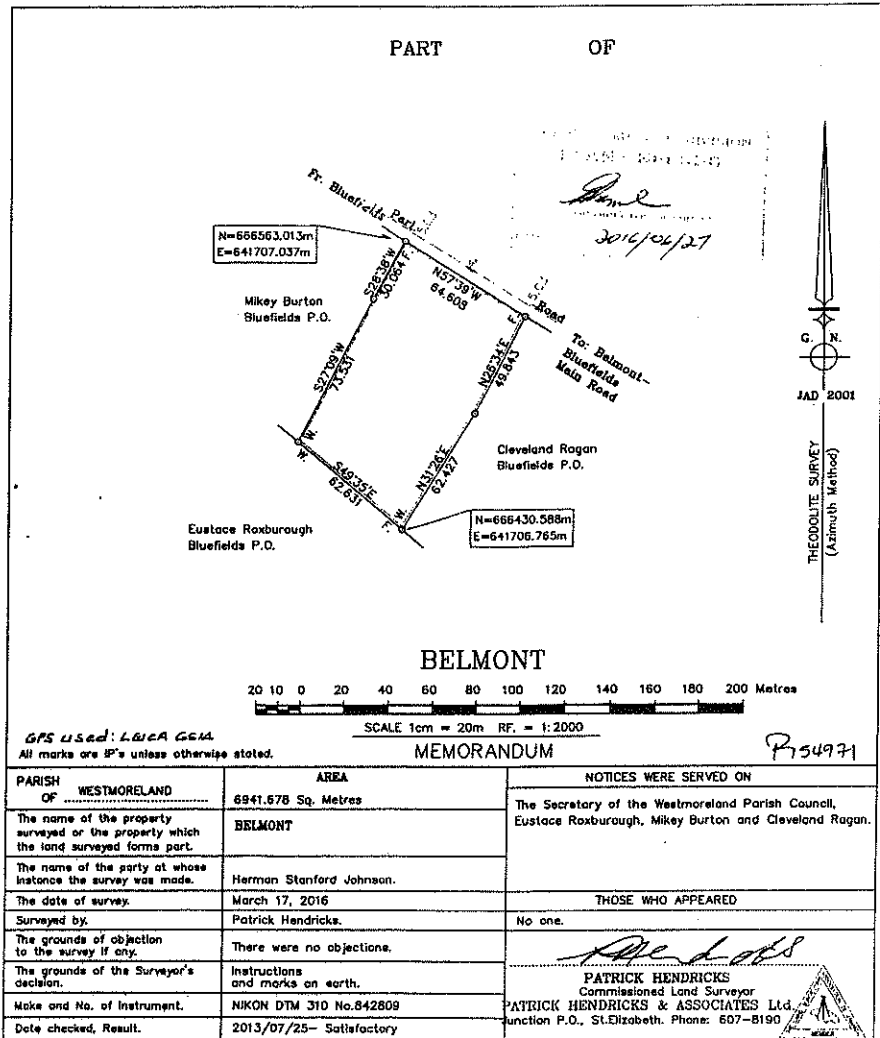 PART OF
Fr. Bluefields
Road
To: Belmont-
Bluefields
Main Road
2016/06/27
N=666563.013m
E=641707.037m
S28°38'W
30.064 F.
N57°39'W
64.603
Mikey Burton
Bluefields P.O.
G. N.
JAD 2001
S27°09'W
73.531
F.
N26°34'E
49.843
THEODOLITE SURVEY
(Azimuth Method)
Cleveland Ragan
Bluefields P.O.
W.
W.
S49°35'E
62.631
N31°26'E
62.427
F. W.
N=666430.588m
E=641706.765m
Eustace Roxburough
Bluefields P.O.
BELMONT
20 10 0 20 40 60 80 100 120 140 160 180 200 Metres
SCALE 1cm = 20m RF. = 1:2000
GPS used:
All marks are IP's unless otherwise stated.
MEMORANDUM
P154971
PARISH
OF WESTMORELAND
AREA
6941.678 Sq. Metres
The name of the property
surveyed or the property which
the land surveyed forms part.
BELMONT
The name of the party at whose
instance the survey was made.
Herman Stanford Johnson.
The date of survey.
March 17, 2016
Surveyed by.
Patrick Hendricks.
The grounds of objection
to the survey if any.
There were no objections.
The grounds of the Surveyor's
decision.
Instructions
and marks on earth.
Make and No. of Instrument.
NIKON DTM 310 No.842809
Date checked, Result.
2013/07/25- Satisfactory
NOTICES WERE SERVED ON
The Secretary of the Westmoreland Parish Council,
Eustace Roxburough, Mikey Burton and Cleveland Ragan.
THOSE WHO APPEARED
No one.
PATRICK HENDRICKS
Commissioned Land Surveyor
PATRICK HENDRICKS & ASSOCIATES Ltd.
Junction P.O., St.Elizabeth. Phone: 607-8190
MEMBER